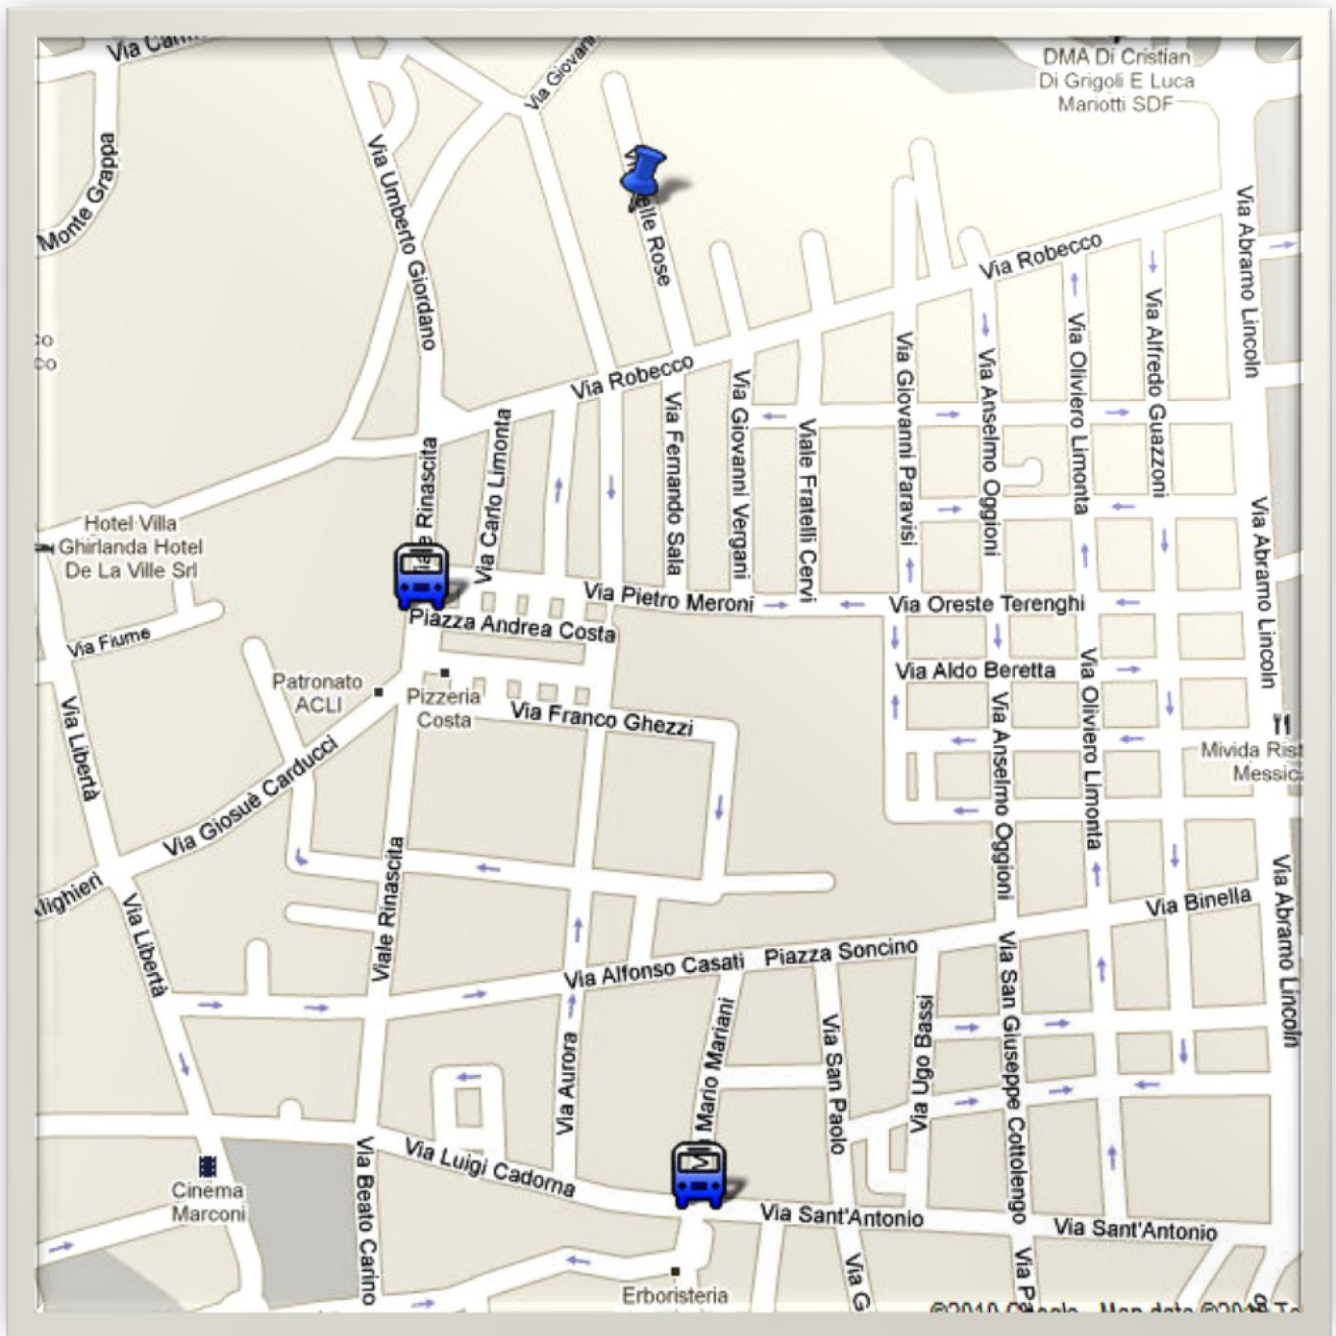 DMA Di Cristian
Di Grigoli E Luca
Mariotti SDF
Monte Grappa
Via Umberto Giordano
elle Rose
Via Robecco
Via Abramo Lincoln
Via Robecco
Via Giovanni Paravisi
Via Anselmo Oggioni
Via Oliviero Limonta
Via Alfredo Guazzoni
Via Fernando Sala
Via Giovanni Vergani
Viale Fratelli Cervi
Rinascita
Via Carlo Limonta
Via Abramo Lincoln
Hotel Villa
Ghirlanda Hotel
De La Ville Srl
Via Pietro Meroni
Via Oreste Terenghi
Piazza Andrea Costa
Via Fiume
Via Aldo Beretta
Patronato
ACLI
Pizzeria
Costa
Via Franco Ghezzi
Via Libertà
Via Giosuè Carducci
Via Anselmo Oggioni
Via Oliviero Limonta
Mivida
Viale Rinascita
Via Libertà
Via Binella
Via Abramo Lincoln
Via Alfonso Casati
Piazza Soncino
Via San Giuseppe Cottolengo
Via Aurora
Mario Mariani
Via San Paolo
Via Ugo Bassi
Via Luigi Cadorna
Via Beato Carino
Cinema
Marconi
Via Sant'Antonio
Via Sant'Antonio
Erboristeria